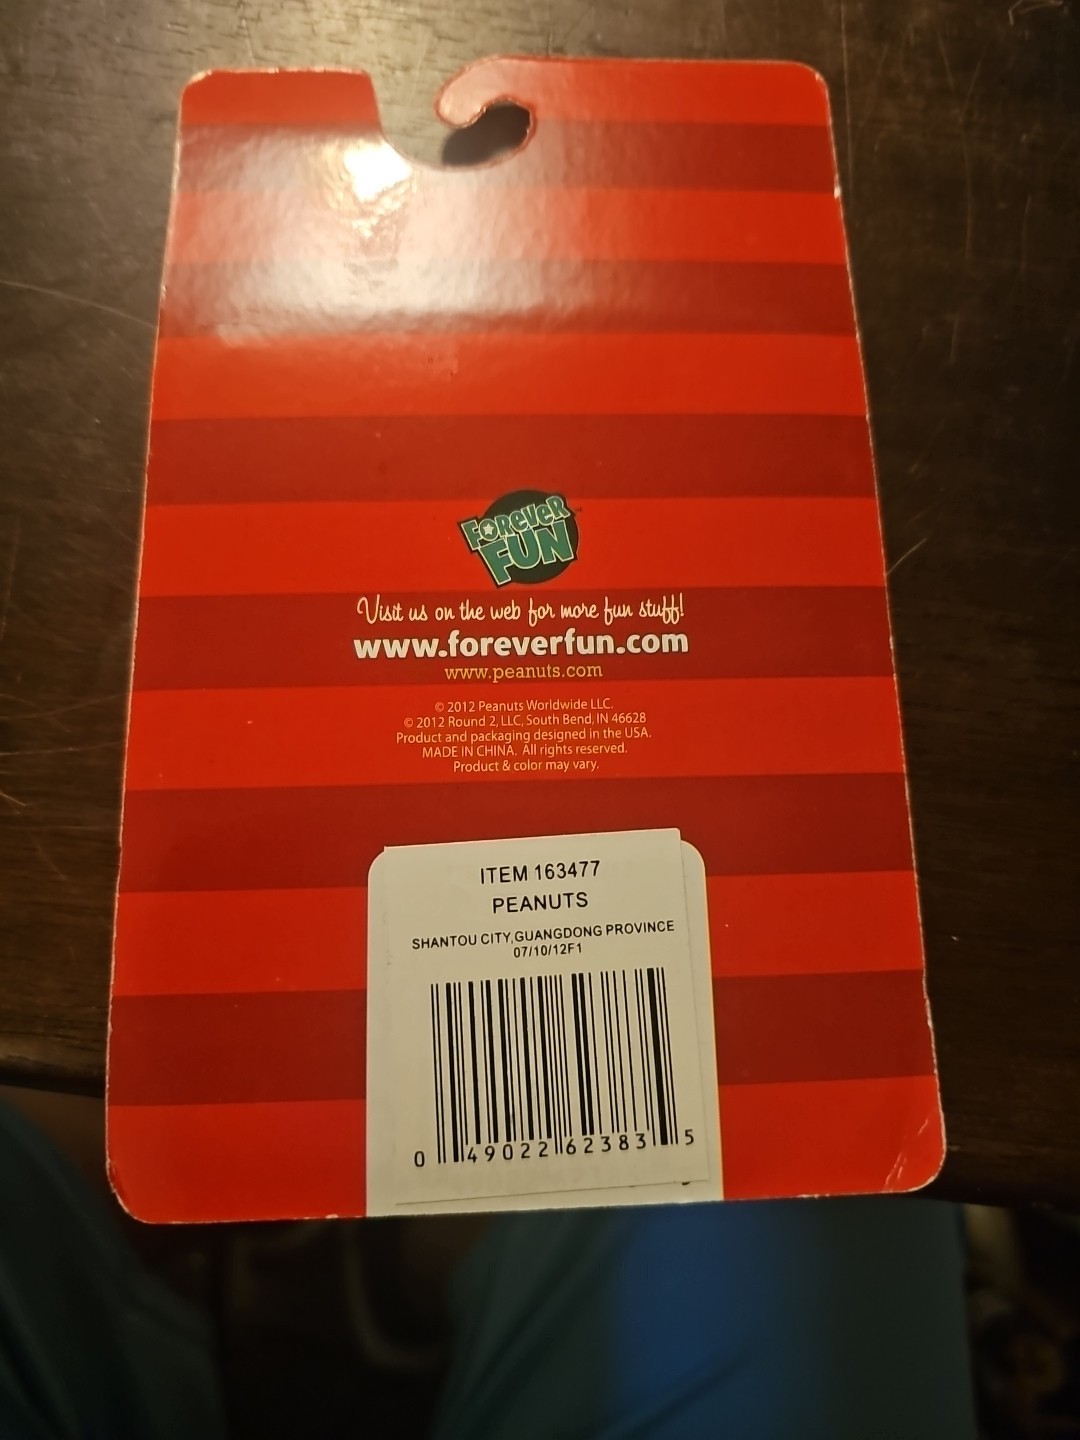 FOREVER
FUN
™
Visit us on the web for more fun stuff!
www.foreverfun.com
www.peanuts.com
© 2012 Peanuts Worldwide LLC.
© 2012 Round 2, LLC, South Bend, IN 46628
Product and packaging designed in the USA.
MADE IN CHINA. All rights reserved.
Product & color may vary.
ITEM 163477
PEANUTS
SHANTOU CITY,GUANGDONG PROVINCE
07/10/12F1
0 49022 62383 5